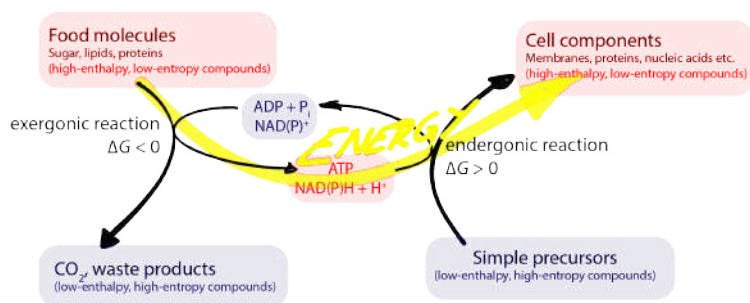 Food molecules
Sugar, lipids, proteins
(high-enthalpy, low-entropy compounds)
Cell components
Membranes, proteins, nucleic acids etc.
(high-enthalpy, low-entropy compounds)
ADP + Pᵢ
NAD(P)⁺
ENERGY
exergonic reaction
ΔG < 0
endergonic reaction
ΔG > 0
ATP
NAD(P)H + H⁺
CO₂, waste products
(low-enthalpy, high-entropy compounds)
Simple precursors
(low-enthalpy, high-entropy compounds)